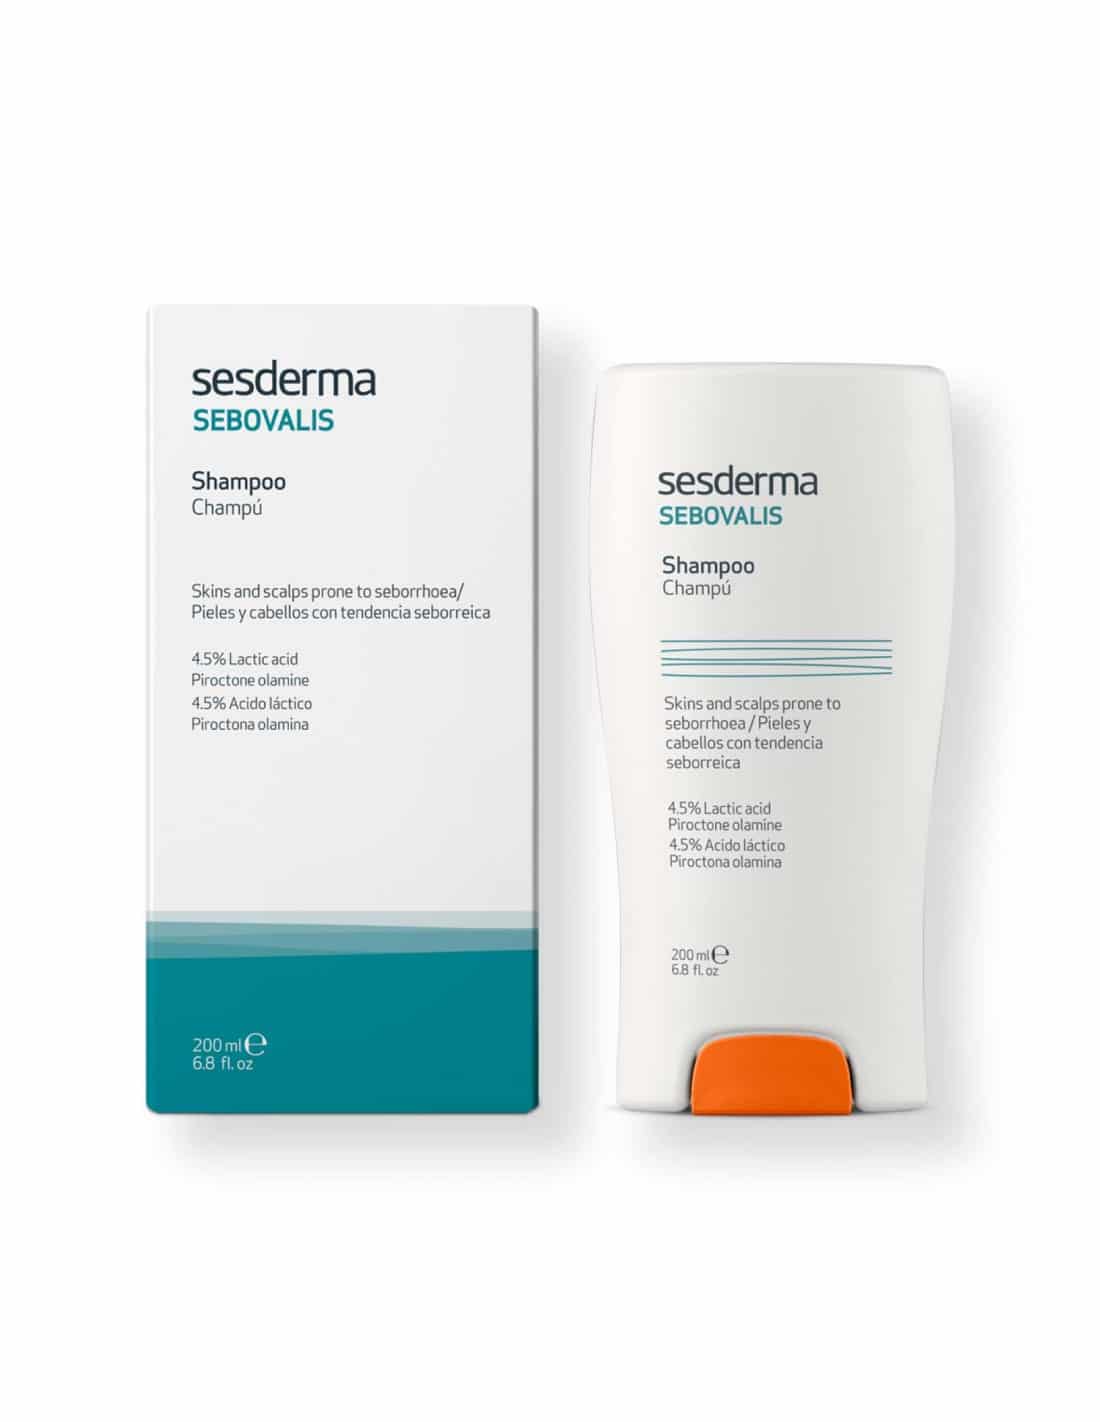 sesderma
SEBOVALIS
Shampoo
Champú
Skins and scalps prone to seborrhoea/
Pieles y cabellos con tendencia seborreica
4.5% Lactic acid
Piroctone olamine
4.5% Acido láctico
Piroctona olamina
200 ml ℮
6.8 fl. oz
sesderma
SEBOVALIS
Shampoo
Champú
Skins and scalps prone to
seborrhoea / Pieles y
cabellos con tendencia
seborreica
4.5% Lactic acid
Piroctone olamine
4.5% Acido láctico
Piroctona olamina
200 ml ℮
6.8 fl. oz